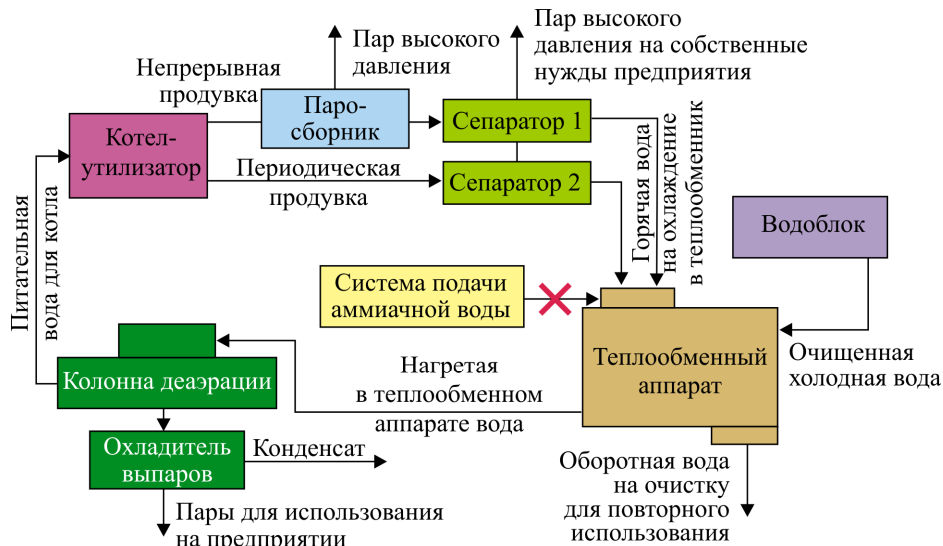 Пар высокого
давления
Пар высокого
давления на собственные
нужды предприятия
Непрерывная
продувка
Паро-
сборник
Сепаратор 1
Котел-
утилизатор
Периодическая
продувка
Сепаратор 2
Горячая вода
на охлаждение
в теплообменник
Водоблок
Питательная
вода для котла
Система подачи
аммиачной воды
Теплообменный
аппарат
Очищенная
холодная вода
Колонна деаэрации
Нагретая
в теплообменном
аппарате вода
Охладитель
выпаров
Конденсат
Оборотная вода
на очистку
для повторного
использования
Пары для использования
на предприятии